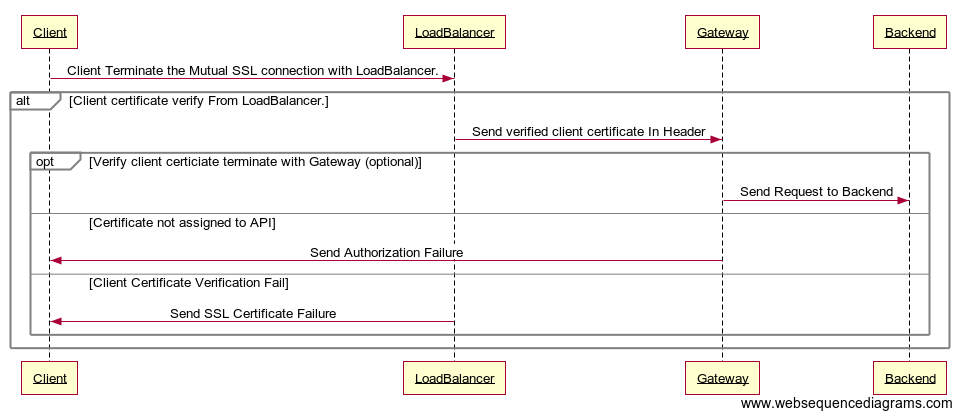 Client LoadBalancer Gateway Backend
Client Terminate the Mutual SSL connection with LoadBalancer.
alt [Client certificate verify From LoadBalancer.]
Send verified client certificate In Header
opt [Verify client certiciate terminate with Gateway (optional)]
Send Request to Backend
[Certificate not assigned to API]
Send Authorization Failure
[Client Certificate Verification Fail]
Send SSL Certificate Failure
Client LoadBalancer Gateway Backend
www.websequencediagrams.com